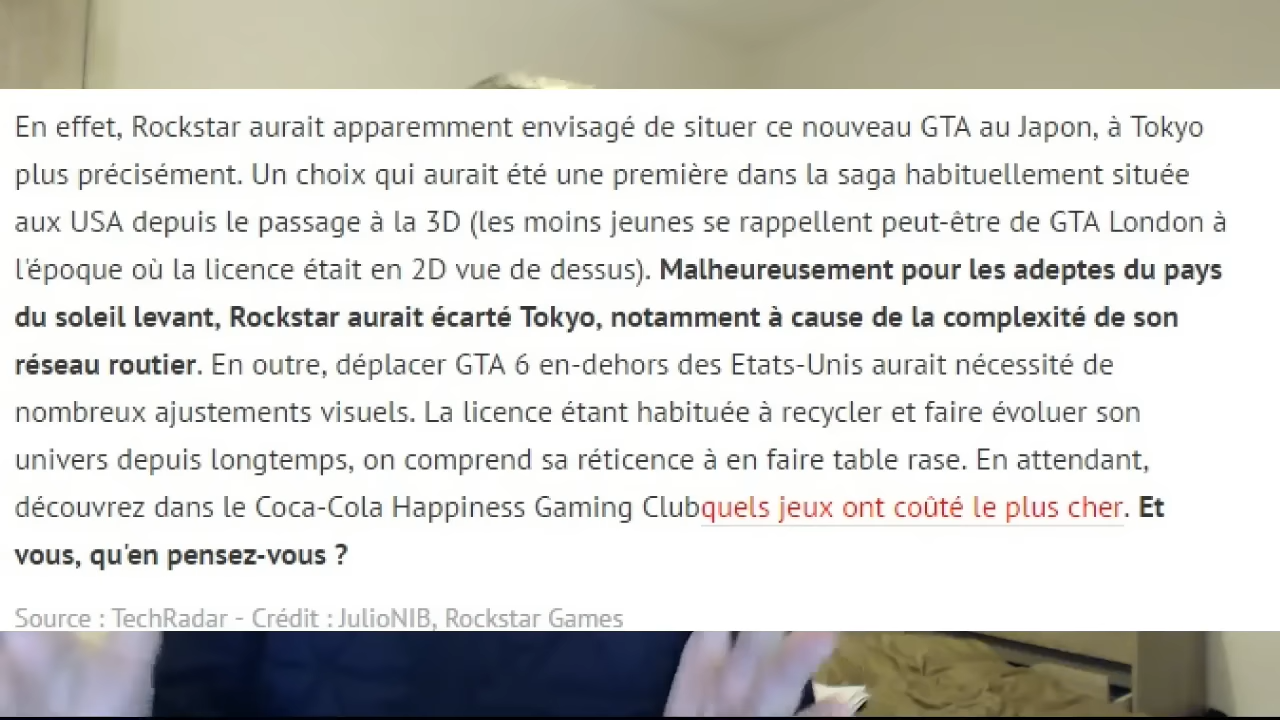 En effet, Rockstar aurait apparemment envisagé de situer ce nouveau GTA au Japon, à Tokyo
plus précisément. Un choix qui aurait été une première dans la saga habituellement située
aux USA depuis le passage à la 3D (les moins jeunes se rappellent peut-être de GTA London à
l'époque où la licence était en 2D vue de dessus). Malheureusement pour les adeptes du pays
du soleil levant, Rockstar aurait écarté Tokyo, notamment à cause de la complexité de son
réseau routier. En outre, déplacer GTA 6 en-dehors des Etats-Unis aurait nécessité de
nombreux ajustements visuels. La licence étant habituée à recycler et faire évoluer son
univers depuis longtemps, on comprend sa réticence à en faire table rase. En attendant,
découvrez dans le Coca-Cola Happiness Gaming Clubquels jeux ont coûté le plus cher. Et
vous, qu'en pensez-vous ?
Source : TechRadar - Crédit : JulioNIB, Rockstar Games